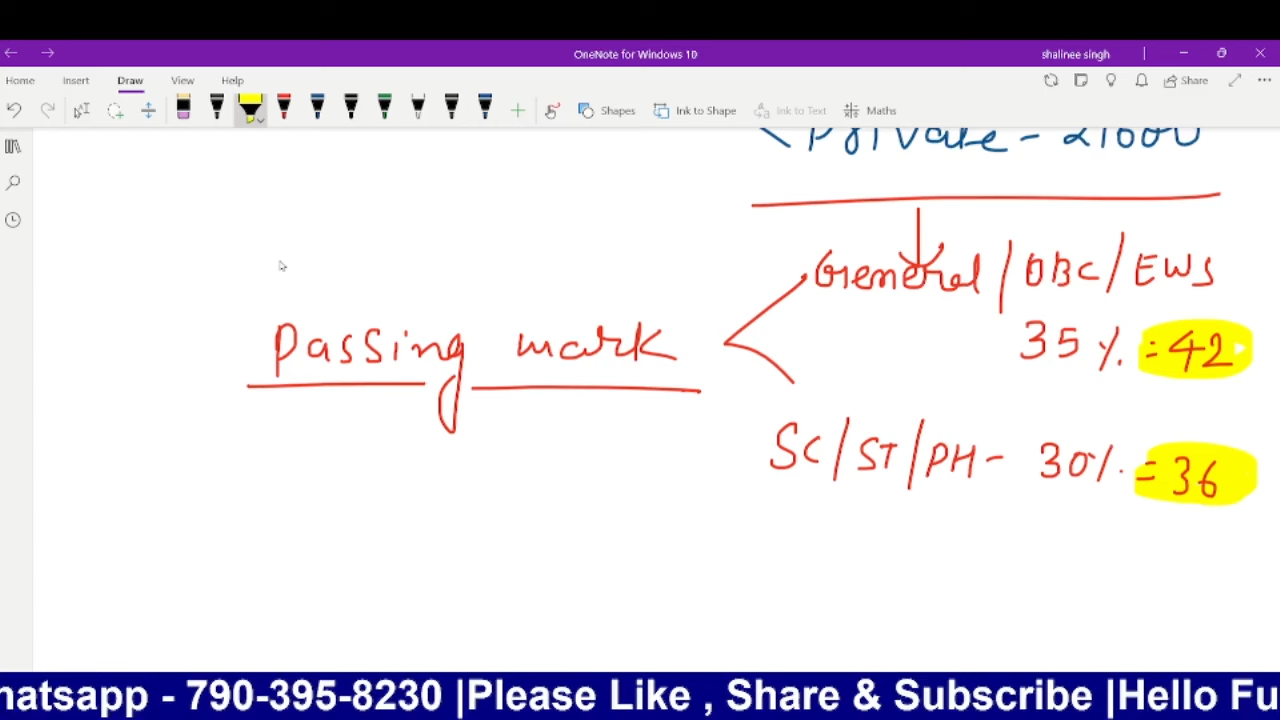 OneNote for Windows 10
shalinee singh
Home Insert Draw View Help
Share
Shapes Ink to Shape Ink to Text Maths
Private - 21600
General / OBC / EWS
35 % = 42
Passing mark
SC / ST / PH - 30% = 36
hatsapp - 790-395-8230 |Please Like , Share & Subscribe |Hello Fu